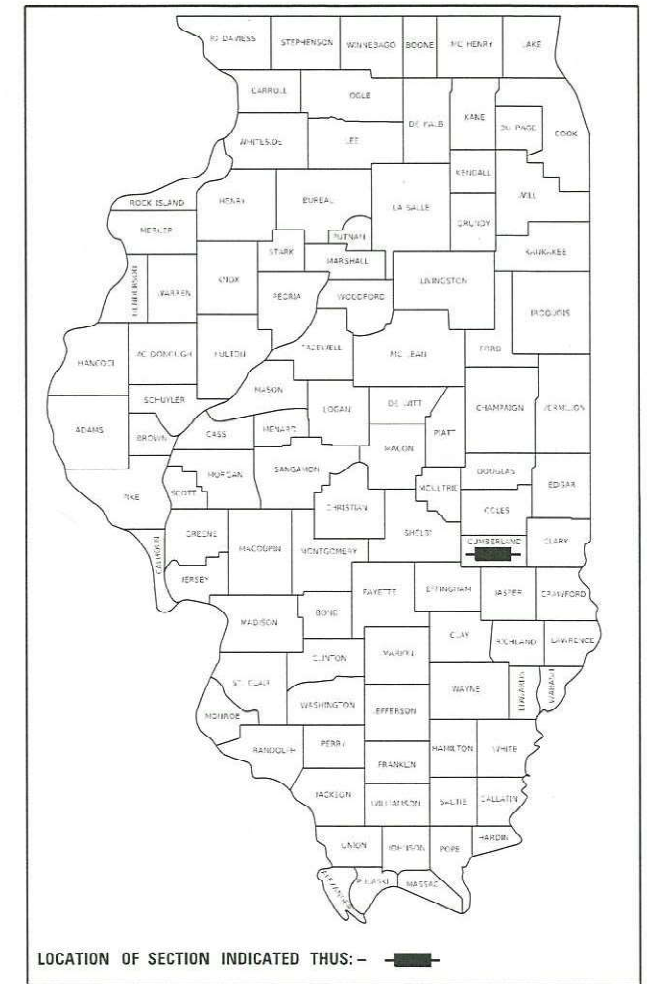 JO DAVIESS STEPHENSON WINNEBAGO BOONE MC HENRY LAKE
CARROLL OGLE DE KALB KANE DU PAGE COOK
WHITESIDE LEE
KENDALL WILL
ROCK ISLAND HENRY BUREAU LA SALLE GRUNDY
MERCER PUTNAM
STARK MARSHALL KANKAKEE
HENDERSON WARREN KNOX PEORIA WOODFORD LIVINGSTON IROQUOIS
HANCOCK MC DONOUGH FULTON TAZEWELL MC LEAN FORD
SCHUYLER MASON LOGAN DE WITT CHAMPAIGN VERMILION
ADAMS BROWN CASS MENARD PIATT
MACON
PIKE SCOTT MORGAN SANGAMON MOULTRIE DOUGLAS EDGAR
CHRISTIAN COLES
CALHOUN GREENE MACOUPIN MONTGOMERY SHELBY CUMBERLAND CLARK
JERSEY FAYETTE EFFINGHAM JASPER CRAWFORD
MADISON BOND
CLAY RICHLAND LAWRENCE
CLINTON MARION
ST. CLAIR WAYNE EDWARDS WABASH
MONROE WASHINGTON JEFFERSON
RANDOLPH PERRY HAMILTON WHITE
FRANKLIN
JACKSON WILLIAMSON SALINE GALLATIN
UNION JOHNSON POPE HARDIN
ALEXANDER PULASKI MASSAC
LOCATION OF SECTION INDICATED THUS: –